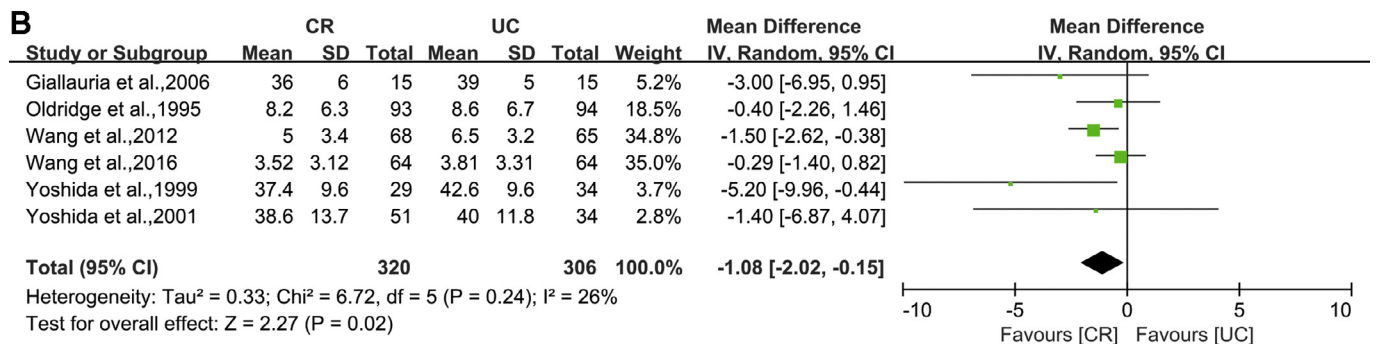 B
CR UC Mean Difference Mean Difference
Study or Subgroup Mean SD Total Mean SD Total Weight IV, Random, 95% CI IV, Random, 95% CI
Giallauria et al.,2006 36 6 15 39 5 15 5.2% -3.00 [-6.95, 0.95]
Oldridge et al.,1995 8.2 6.3 93 8.6 6.7 94 18.5% -0.40 [-2.26, 1.46]
Wang et al.,2012 5 3.4 68 6.5 3.2 65 34.8% -1.50 [-2.62, -0.38]
Wang et al.,2016 3.52 3.12 64 3.81 3.31 64 35.0% -0.29 [-1.40, 0.82]
Yoshida et al.,1999 37.4 9.6 29 42.6 9.6 34 3.7% -5.20 [-9.96, -0.44]
Yoshida et al.,2001 38.6 13.7 51 40 11.8 34 2.8% -1.40 [-6.87, 4.07]
Total (95% CI) 320 306 100.0% -1.08 [-2.02, -0.15]
Heterogeneity: Tau² = 0.33; Chi² = 6.72, df = 5 (P = 0.24); I² = 26%
Test for overall effect: Z = 2.27 (P = 0.02)
-10 -5 0 5 10
Favours [CR] Favours [UC]